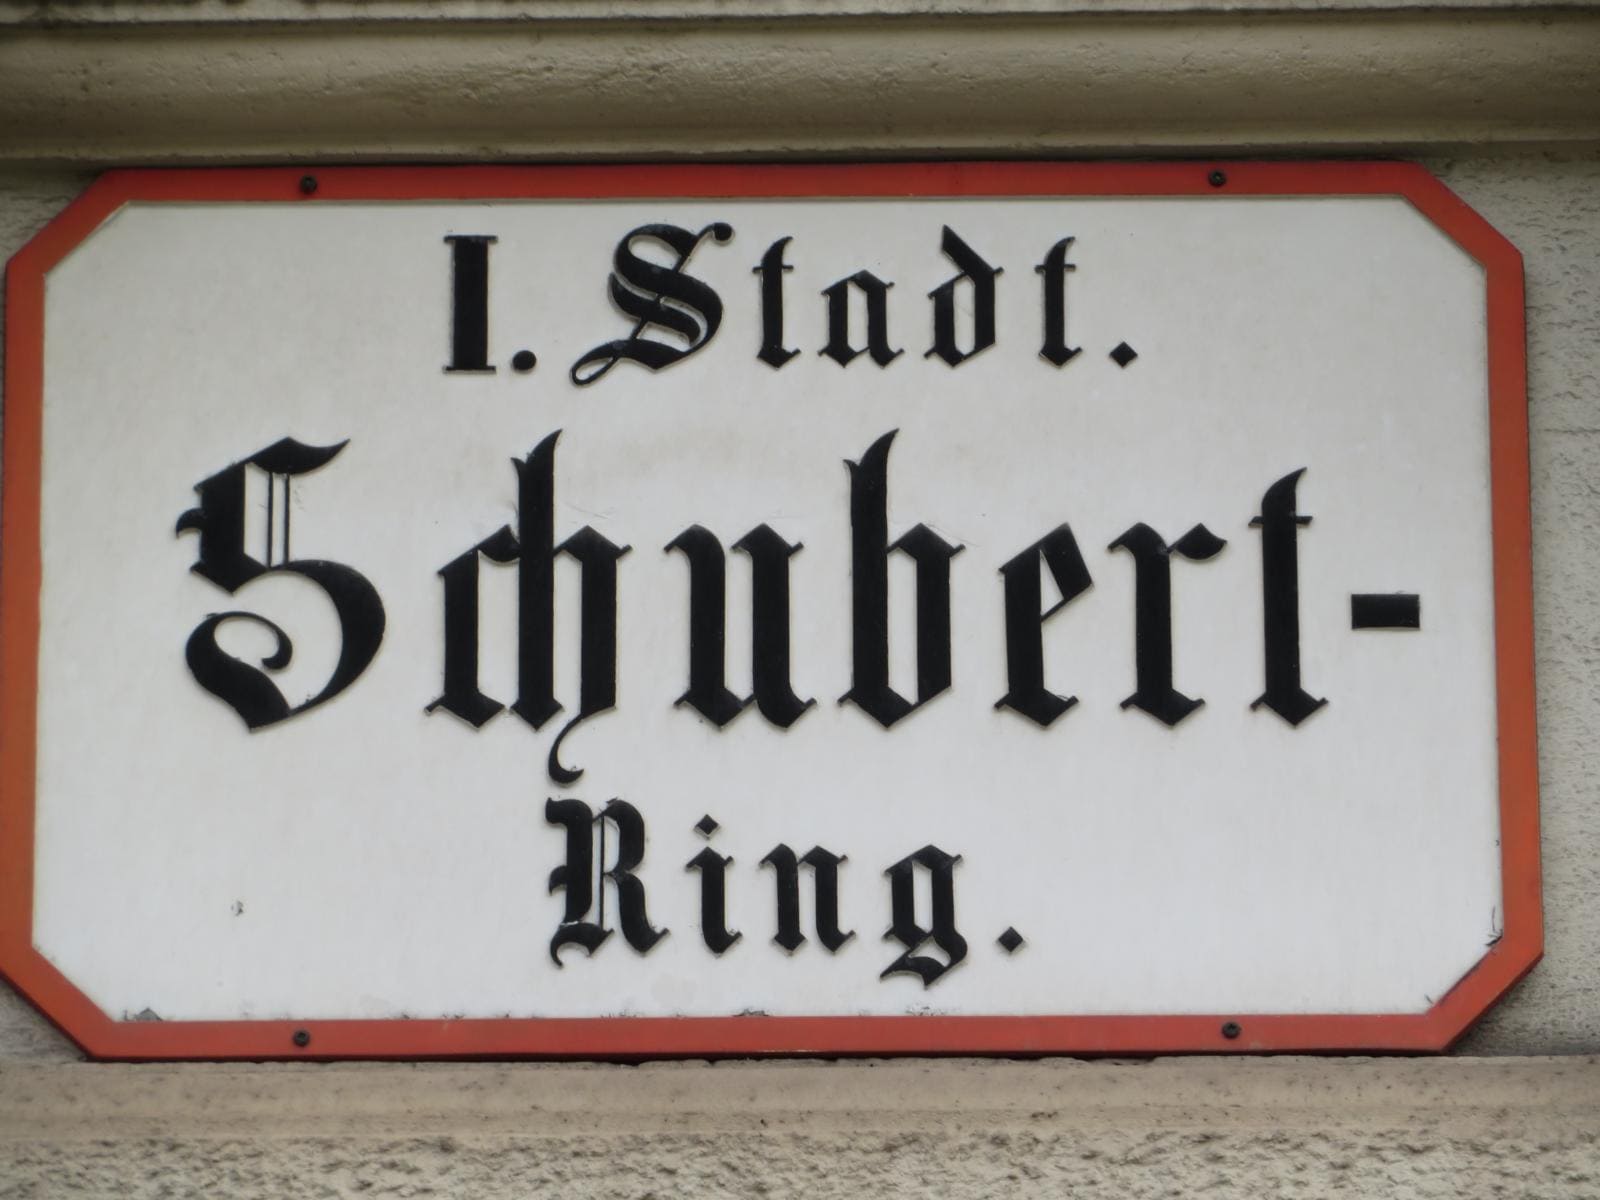 I. Stadt.
Schubert-
Ring.